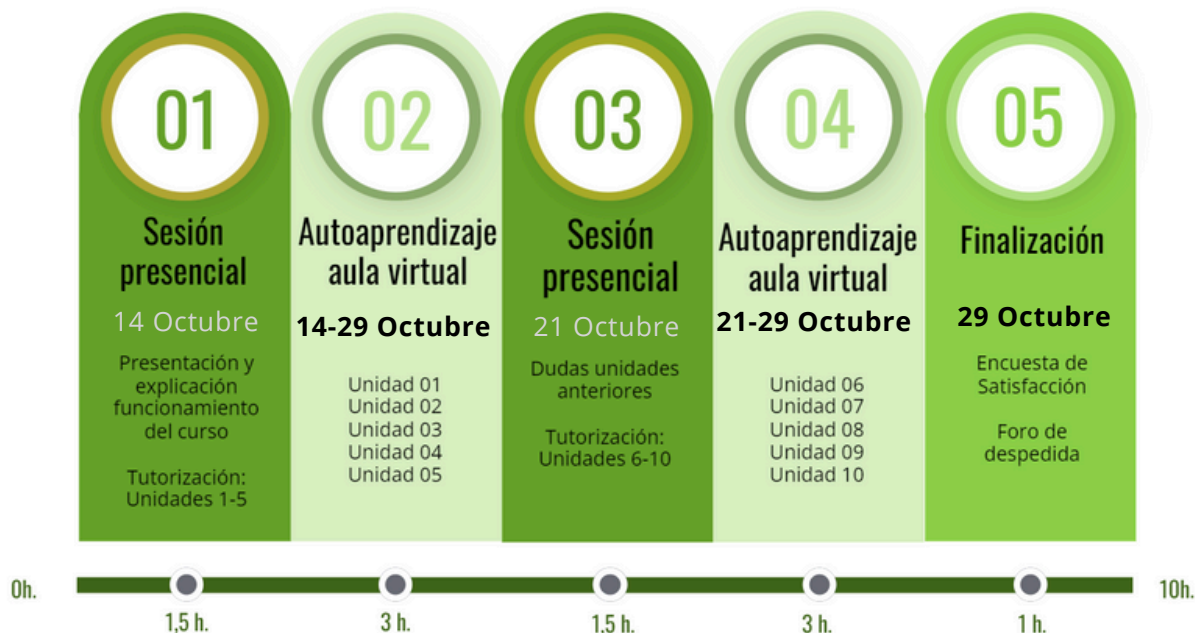 01
Sesión
presencial
14 Octubre
Presentación y
explicación
funcionamiento
del curso
Tutorización:
Unidades 1-5
02
Autoaprendizaje
aula virtual
14-29 Octubre
Unidad 01
Unidad 02
Unidad 03
Unidad 04
Unidad 05
03
Sesión
presencial
21 Octubre
Dudas unidades
anteriores
Tutorización:
Unidades 6-10
04
Autoaprendizaje
aula virtual
21-29 Octubre
Unidad 06
Unidad 07
Unidad 08
Unidad 09
Unidad 10
05
Finalización
29 Octubre
Encuesta de
Satisfacción
Foro de
despedida
0h.
10h.
1,5 h.
3 h.
1,5 h.
3 h.
1 h.